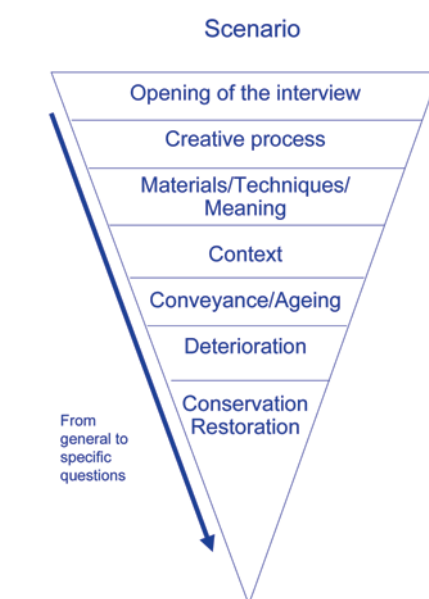 Scenario
Opening of the interview
Creative process
Materials/Techniques/
Meaning
Context
Conveyance/Ageing
Deterioration
Conservation
Restoration
From
general to
specific
questions